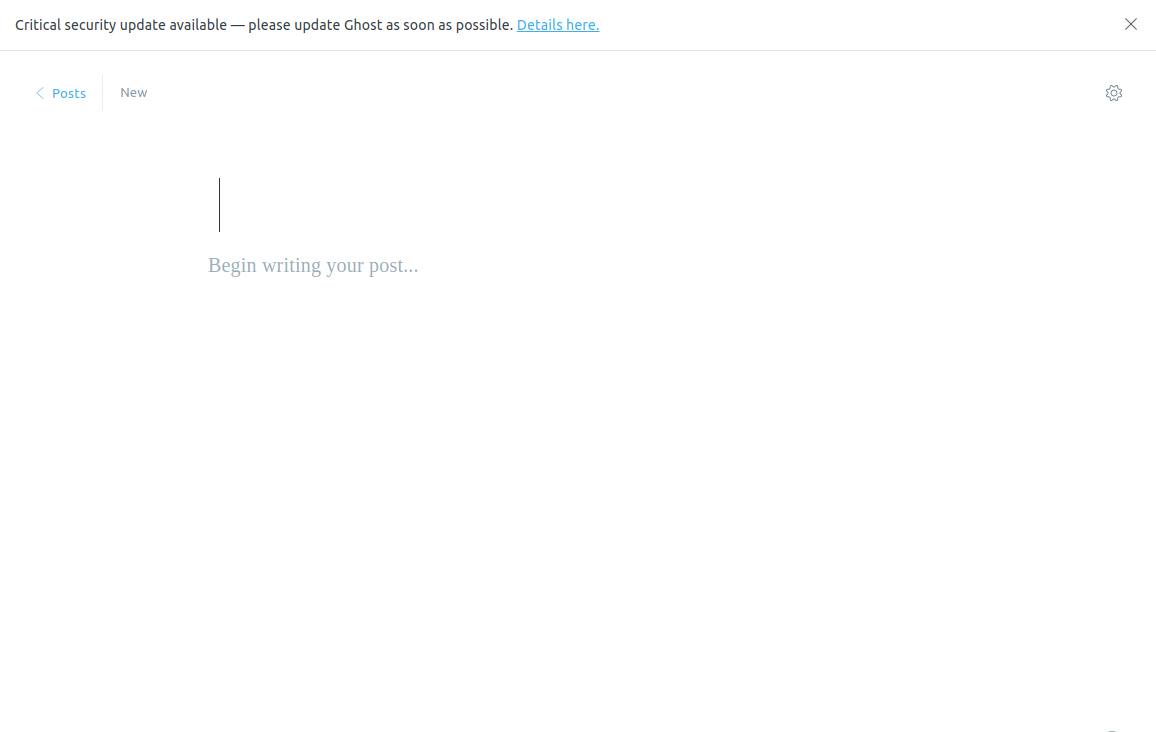 Critical security update available — please update Ghost as soon as possible. Details here.
Posts
New
Begin writing your post...